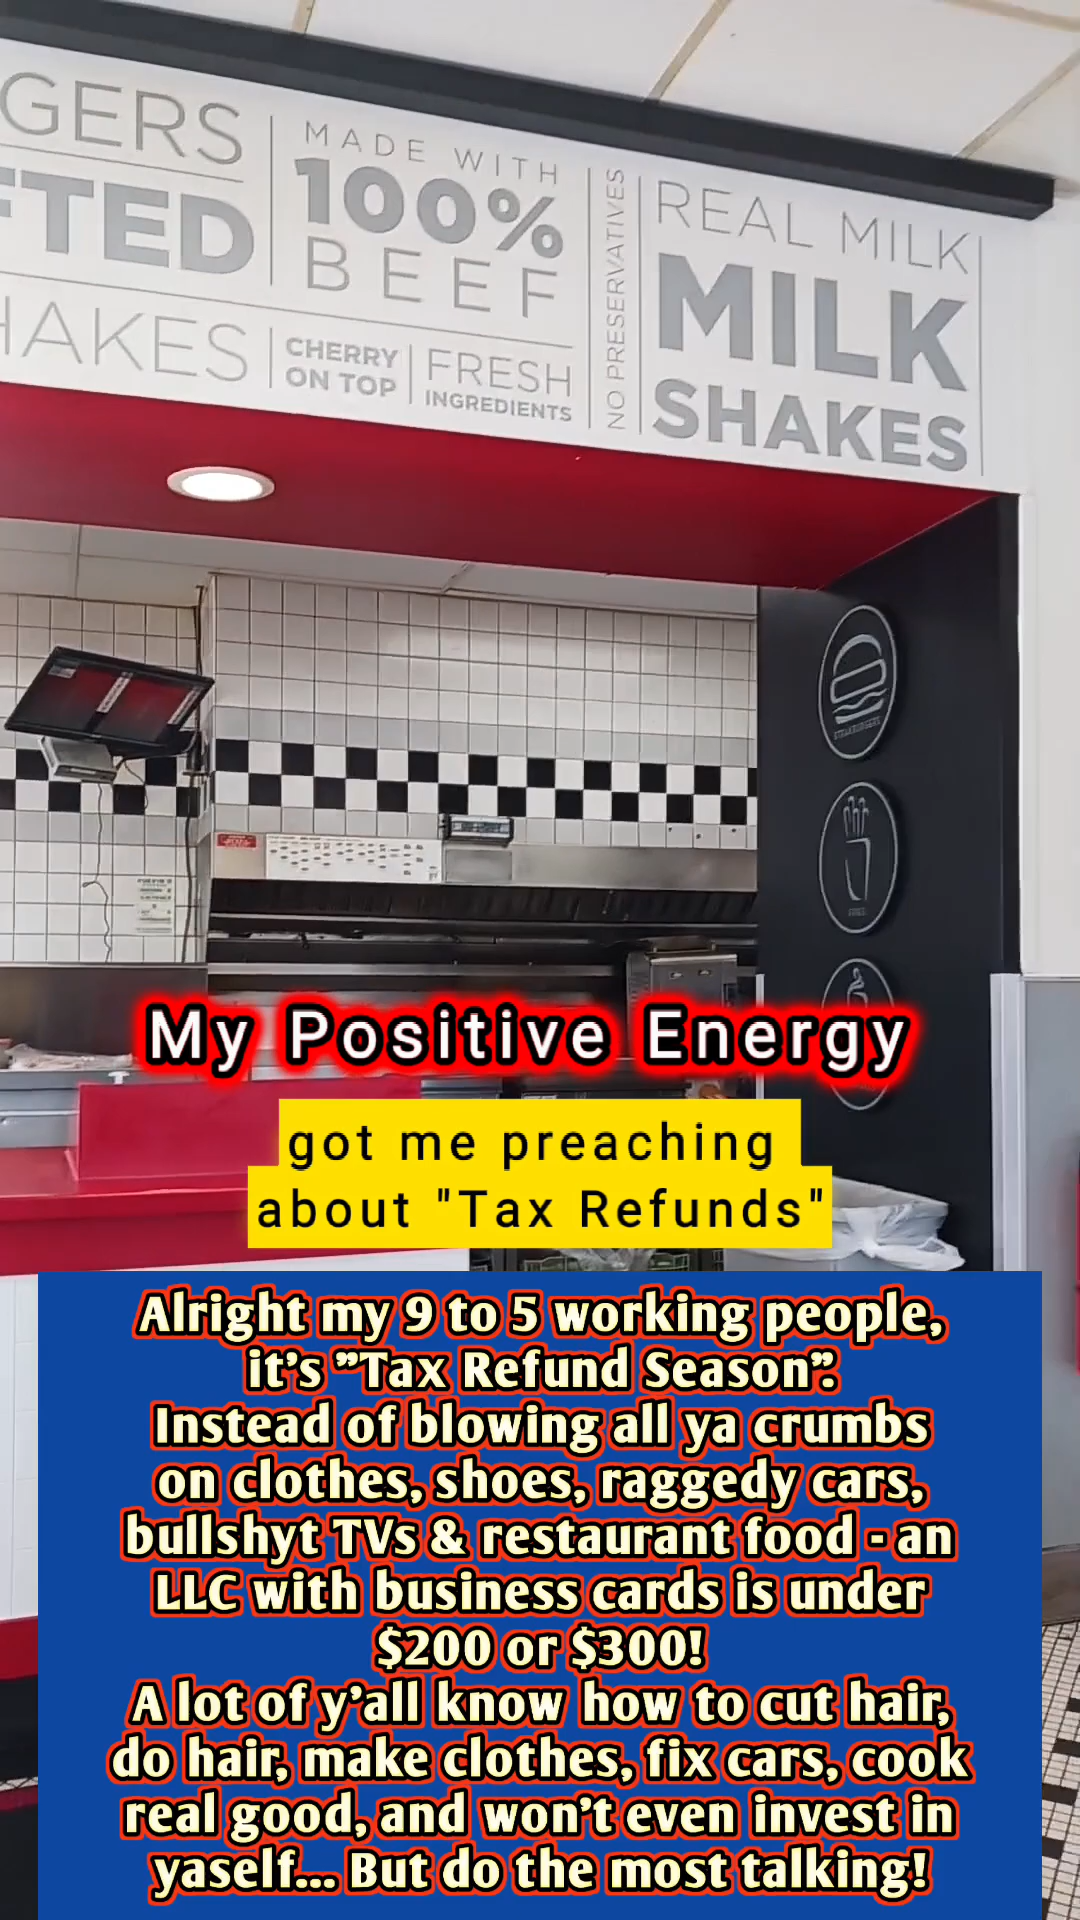 GERS
FTED
HAKES
MADE WITH
100%
BEEF
CHERRY
ON TOP
FRESH
INGREDIENTS
NO PRESERVATIVES
REAL MILK
MILK
SHAKES
STEAKBURGERS
FRIES
My Positive Energy
got me preaching
about "Tax Refunds"
Alright my 9 to 5 working people,
it's "Tax Refund Season".
Instead of blowing all ya crumbs
on clothes, shoes, raggedy cars,
bullshyt TVs & restaurant food - an
LLC with business cards is under
$200 or $300!
A lot of y'all know how to cut hair,
do hair, make clothes, fix cars, cook
real good, and won't even invest in
yaself... But do the most talking!